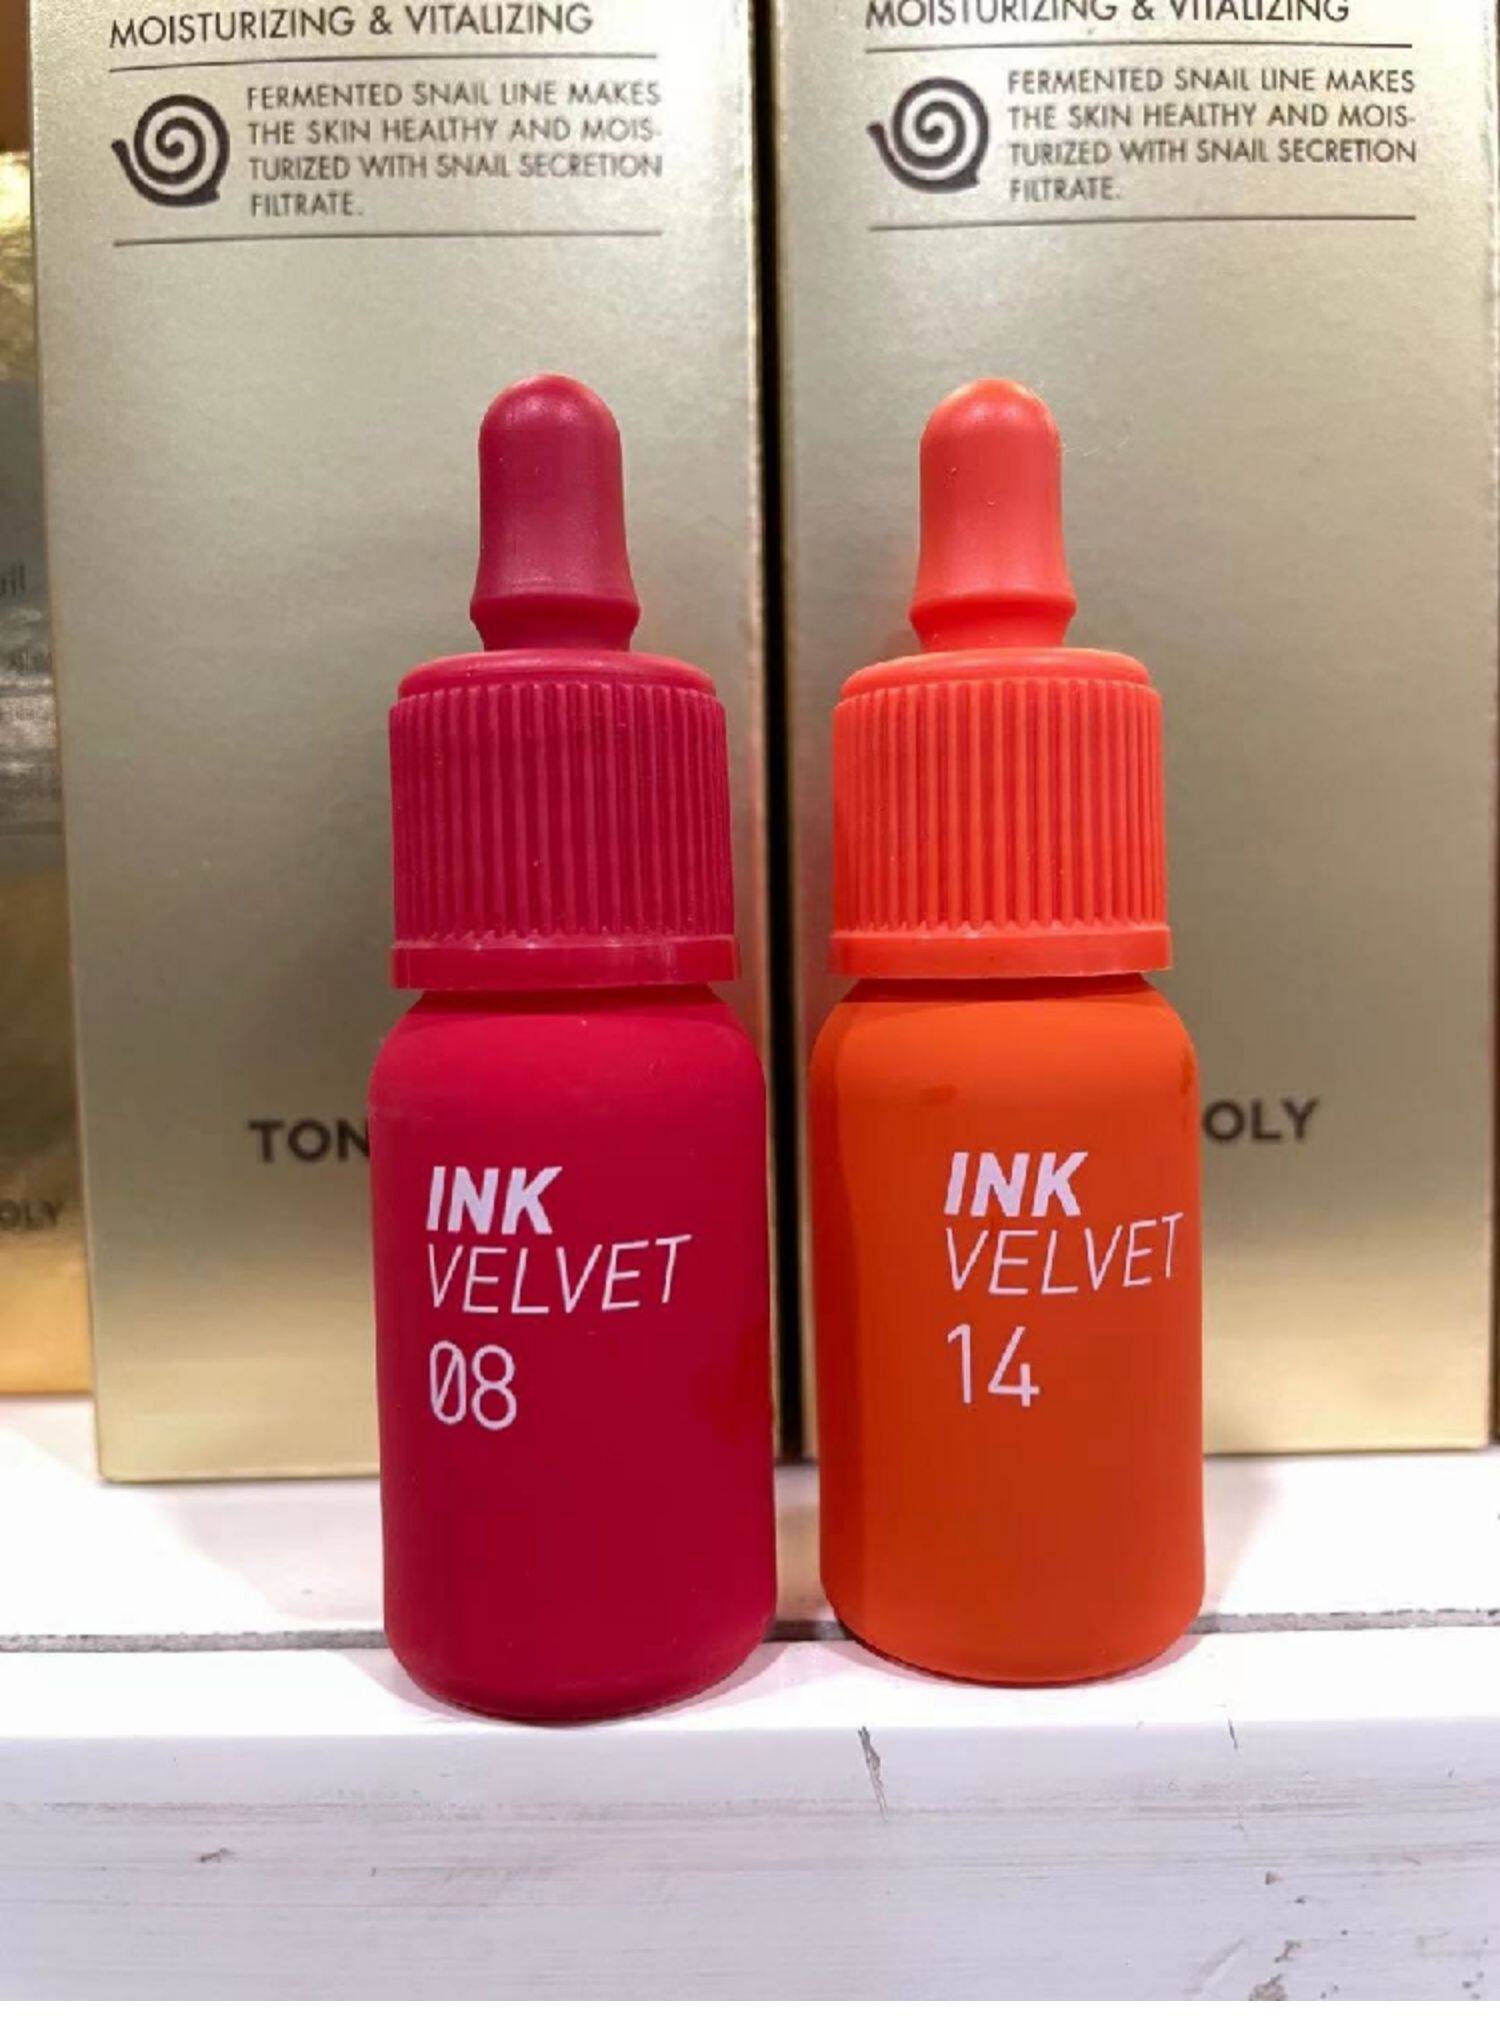 MOISTURIZING & VITALIZING
FERMENTED SNAIL LINE MAKES
THE SKIN HEALTHY AND MOIS-
TURIZED WITH SNAIL SECRETION
FILTRATE.
MOISTURIZING & VITALIZING
FERMENTED SNAIL LINE MAKES
THE SKIN HEALTHY AND MOIS-
TURIZED WITH SNAIL SECRETION
FILTRATE.
TON
OLY
OLY
INK
VELVET
08
INK
VELVET
14